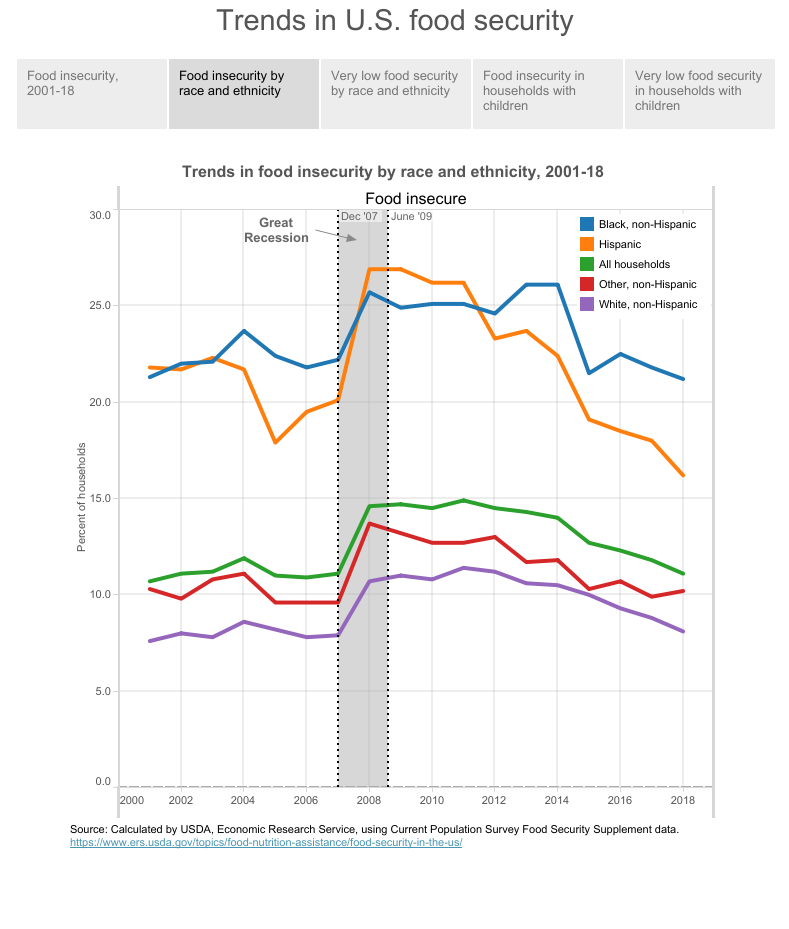 Trends in U.S. food security
Food insecurity,
2001-18
Food insecurity by
race and ethnicity
Very low food security
by race and ethnicity
Food insecurity in
households with
children
Very low food security
in households with
children
Trends in food insecurity by race and ethnicity, 2001-18
Food insecure
30.0
25.0
20.0
15.0
10.0
5.0
0.0
Percent of households
Great
Recession
Dec '07
June '09
Black, non-Hispanic
Hispanic
All households
Other, non-Hispanic
White, non-Hispanic
2000 2002 2004 2006 2008 2010 2012 2014 2016 2018
Source: Calculated by USDA, Economic Research Service, using Current Population Survey Food Security Supplement data.
https://www.ers.usda.gov/topics/food-nutrition-assistance/food-security-in-the-us/